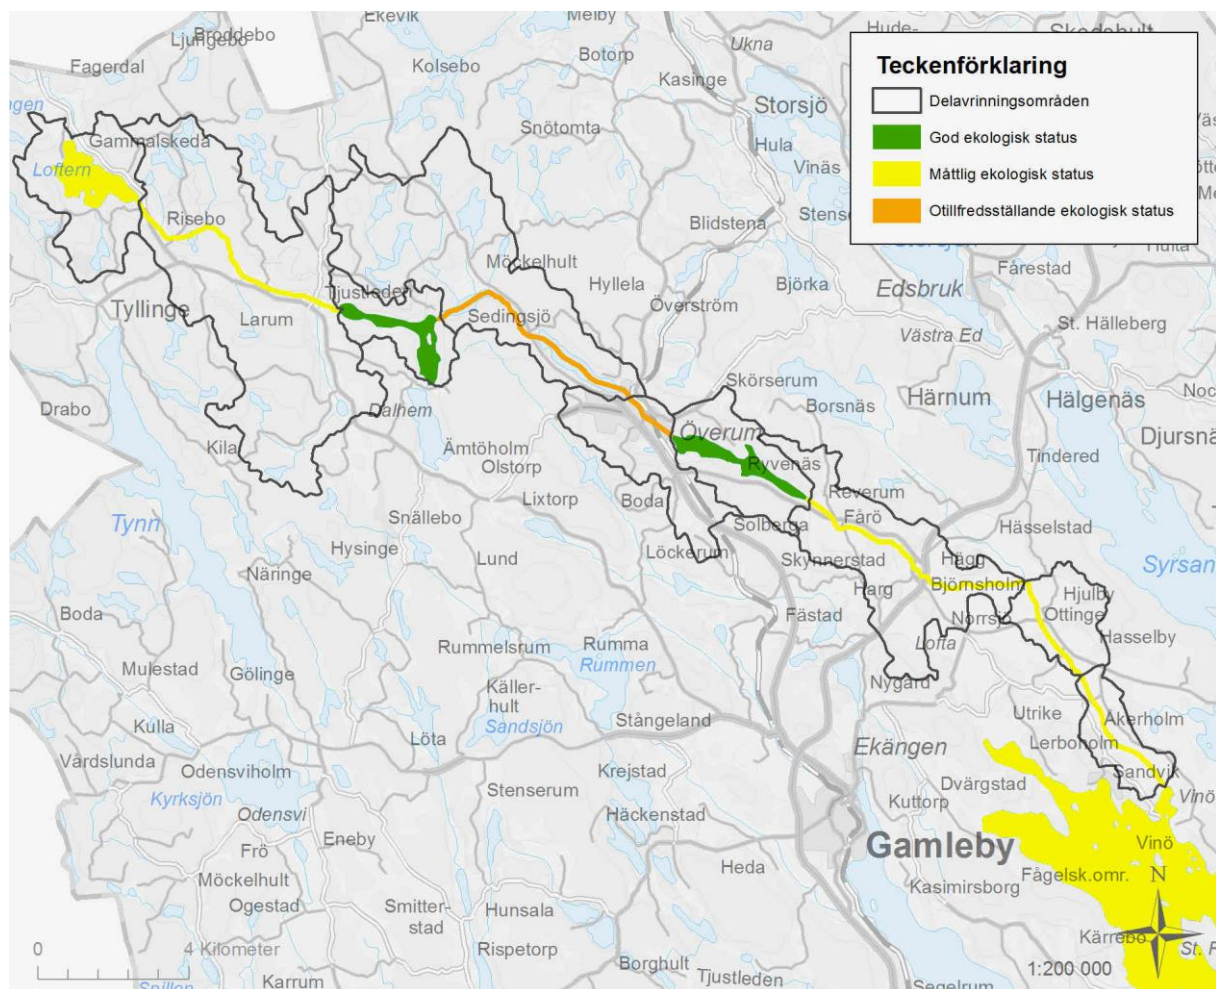 Ekevik
Melby
Broddebo
Ljungebo
Ukna
Hude-
Fagerdal
Kolsebo
Botorp
Kasinge
Storsjö
Snötomta
Gammalskeda
Hula
Vinäs
Loftern
Risebo
Blidstena
Möckelhult
Hyllela
Björka
Edsbruk
Fårestad
Tjustleden
Överström
Tyllinge
Larum
Sedingsjö
St. Hälleberg
Västra Ed
Skörserum
Härnum
Hälgenäs
Drabo
Dalhem
Borsnäs
Överum
Djursnä
Kila
Ämtöholm
Olstorp
Ryvenäs
Tindered
Lixtorp
Boda
Reverum
Tynn
Snällebo
Solberga
Fårö
Hässelstad
Hysinge
Lund
Löckerum
Skynnerstad
Hägg
Syrsan
Näringe
Harg
Björnsholm
Hjulby
Boda
Fästad
Ottinge
Mulestad
Rummelsrum
Rumma
Rummen
Lofta
Hasselby
Gölinge
Käller-
hult
Nygård
Kulla
Sandsjön
Stångeland
Utrike
Åkerholm
Löta
Ekängen
Lerboholm
Vårdslunda
Odensviholm
Krejstad
Dvärgstad
Sandvik
Kyrksjön
Stenserum
Kuttorp
Vinö
Odensvi
Häckenstad
Eneby
Gamleby
Vinö
Frö
Heda
Fågelsk.omr.
Möckelhult
Kasimirsborg
Ogestad
Smitter-
stad
Hunsala
Kärrebo
Rispetorp
Borghult
Tjustleden
Karrum
Segelrum
Teckenförklaring
Delavrinningsområden
God ekologisk status
Måttlig ekologisk status
Otillfredsställande ekologisk status
N
0
4 Kilometer
1:200 000